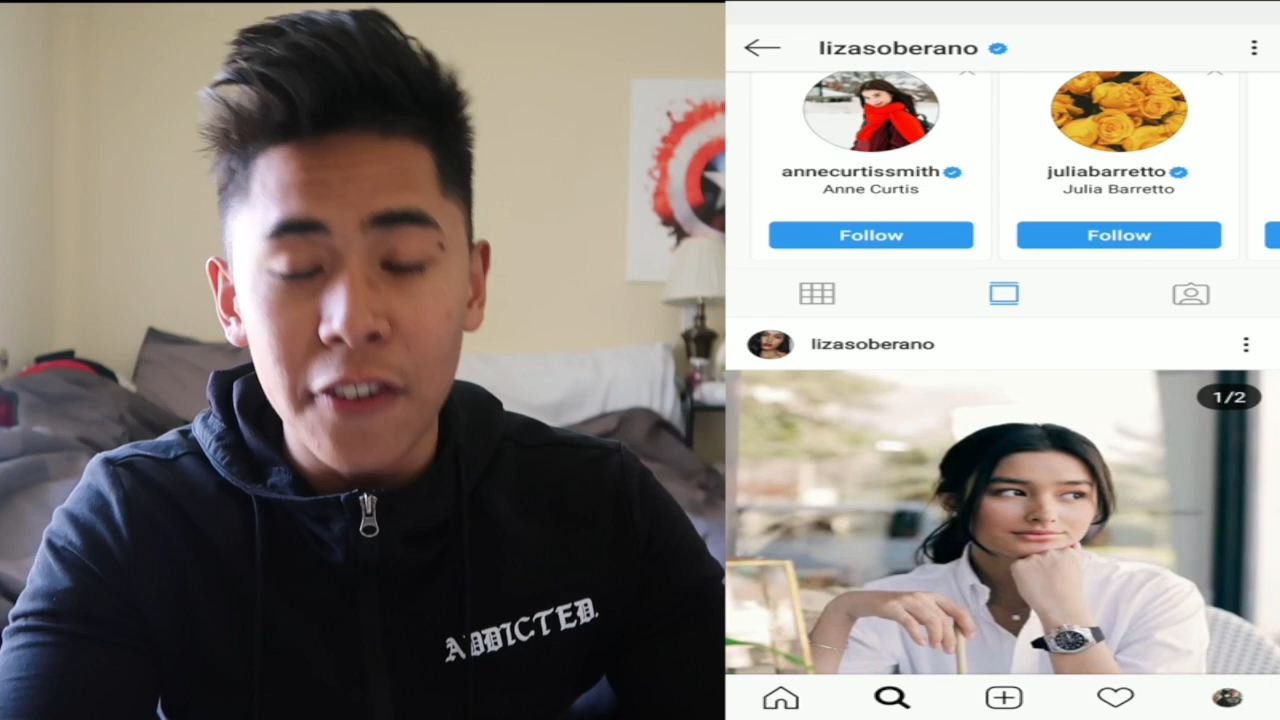 ADDICTED.
lizasoberano
annecurtissmith
Anne Curtis
Follow
juliabarretto
Julia Barretto
Follow
lizasoberano
1/2